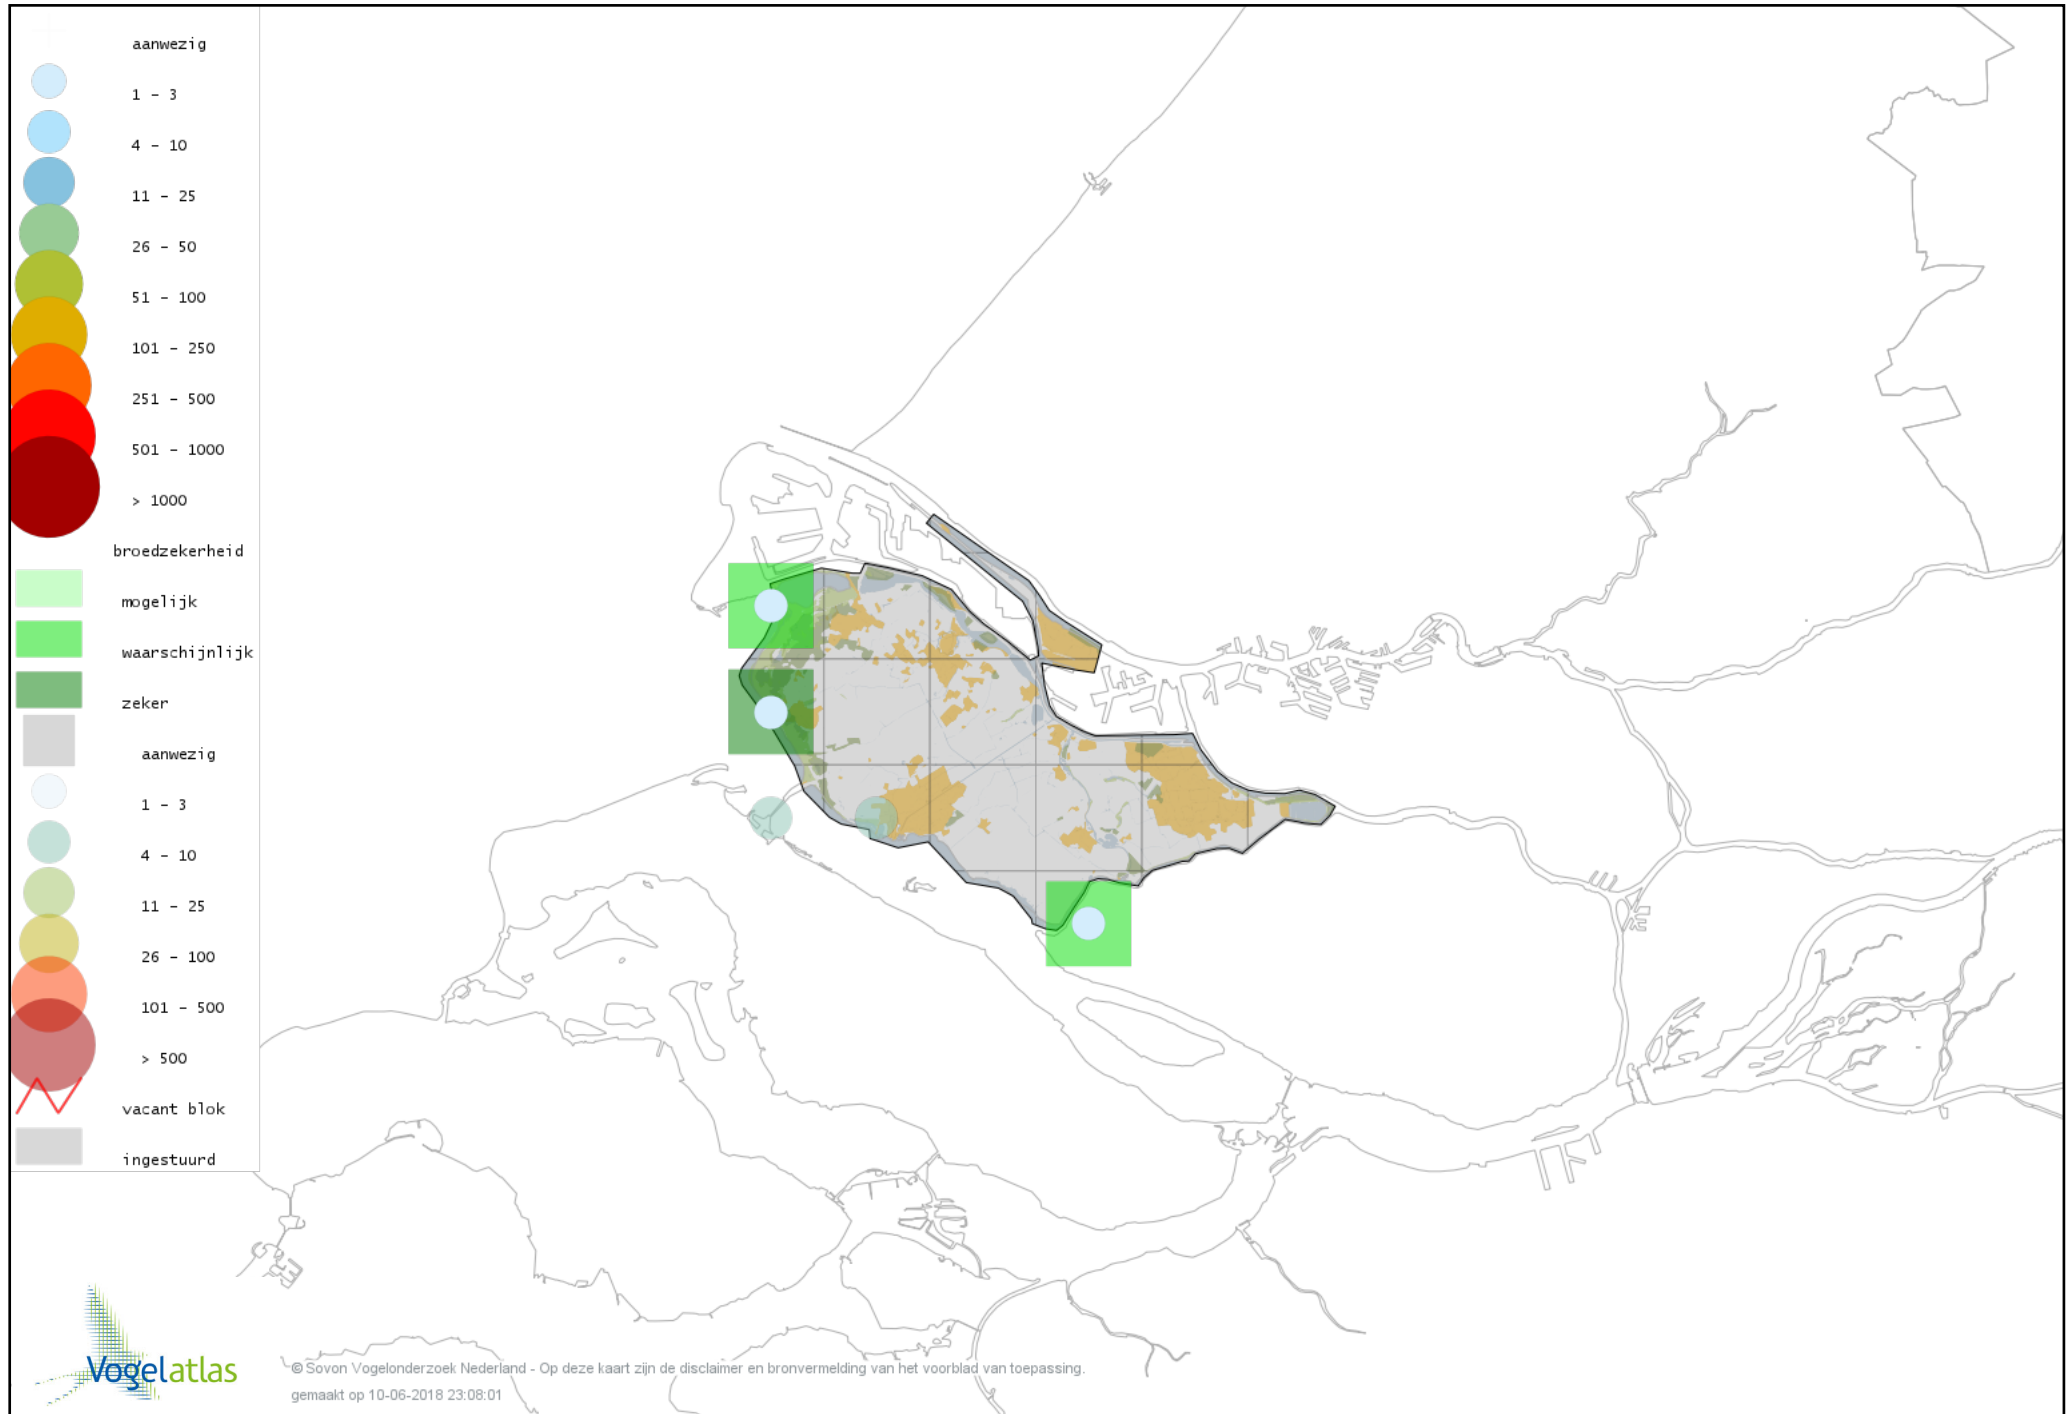 aanwezig
1 - 3
4 - 10
11 - 25
26 - 50
51 - 100
101 - 250
251 - 500
501 - 1000
> 1000
broedzekerheid
mogelijk
waarschijnlijk
zeker
aanwezig
1 - 3
4 - 10
11 - 25
26 - 100
101 - 500
> 500
vacant blok
ingestuurd
Vogelatlas
© Sovon Vogelonderzoek Nederland - Op deze kaart zijn de disclaimer en bronvermelding van het voorblad van toepassing.
gemaakt op 10-06-2018 23:08:01